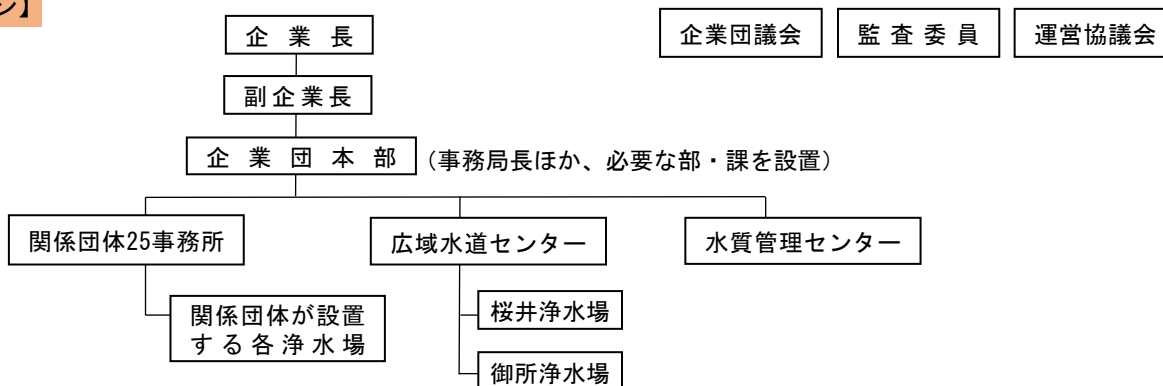 ン】
企業長
企業団議会
監査委員
運営協議会
副企業長
企業団本部
（事務局長ほか、必要な部・課を設置）
関係団体25事務所
広域水道センター
水質管理センター
関係団体が設置
する各浄水場
桜井浄水場
御所浄水場